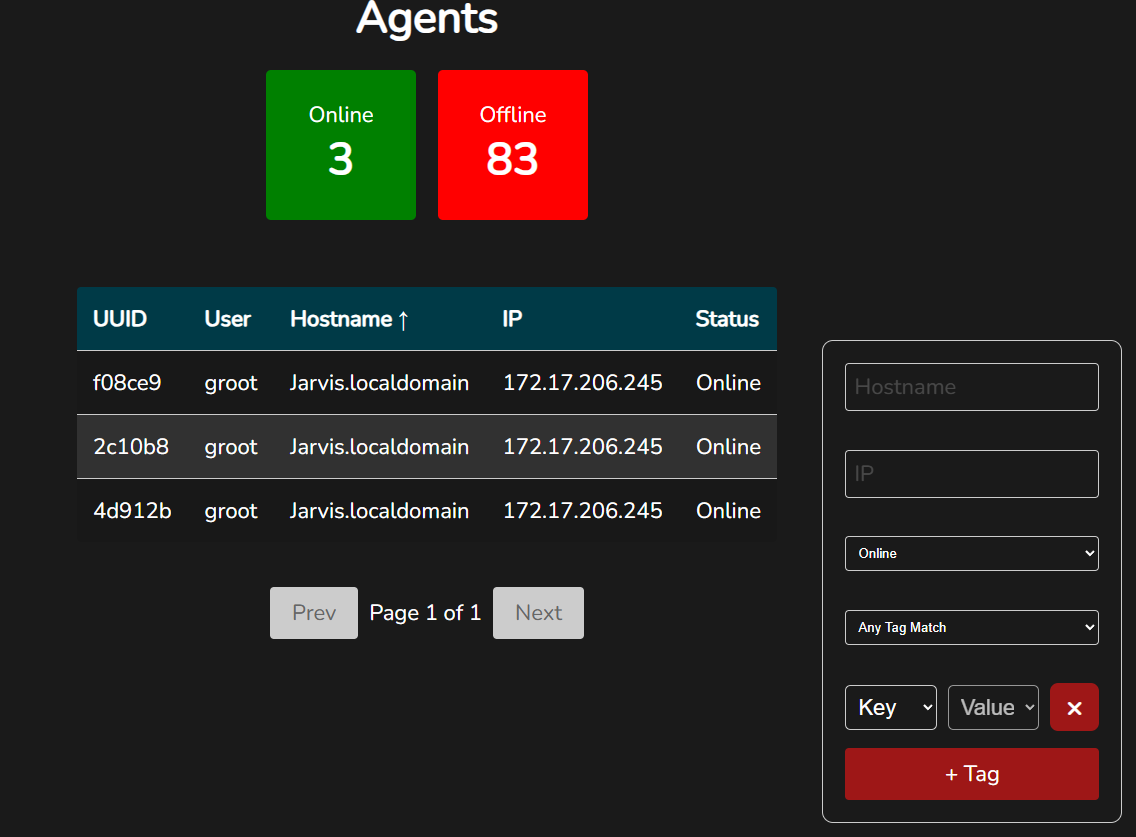 Agents
Online
3
Offline
83
UUID User Hostname ↑ IP Status
f08ce9 groot Jarvis.localdomain 172.17.206.245 Online
2c10b8 groot Jarvis.localdomain 172.17.206.245 Online
4d912b groot Jarvis.localdomain 172.17.206.245 Online
Prev Page 1 of 1 Next
Hostname
IP
Online
Any Tag Match
Key Value ×
+ Tag